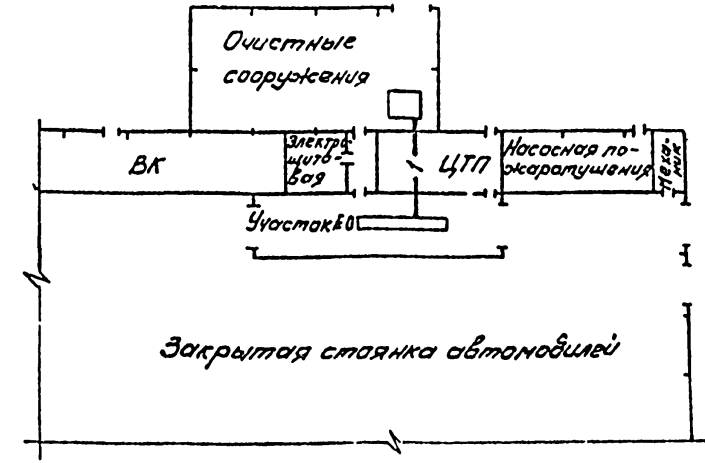 Очистные
сооружения
ВК
Электро-
щито-
вая
ЦТП
Насосная по-
жаротушения
Меха-
ник
Участок ЕО
Закрытая стоянка автомобилей